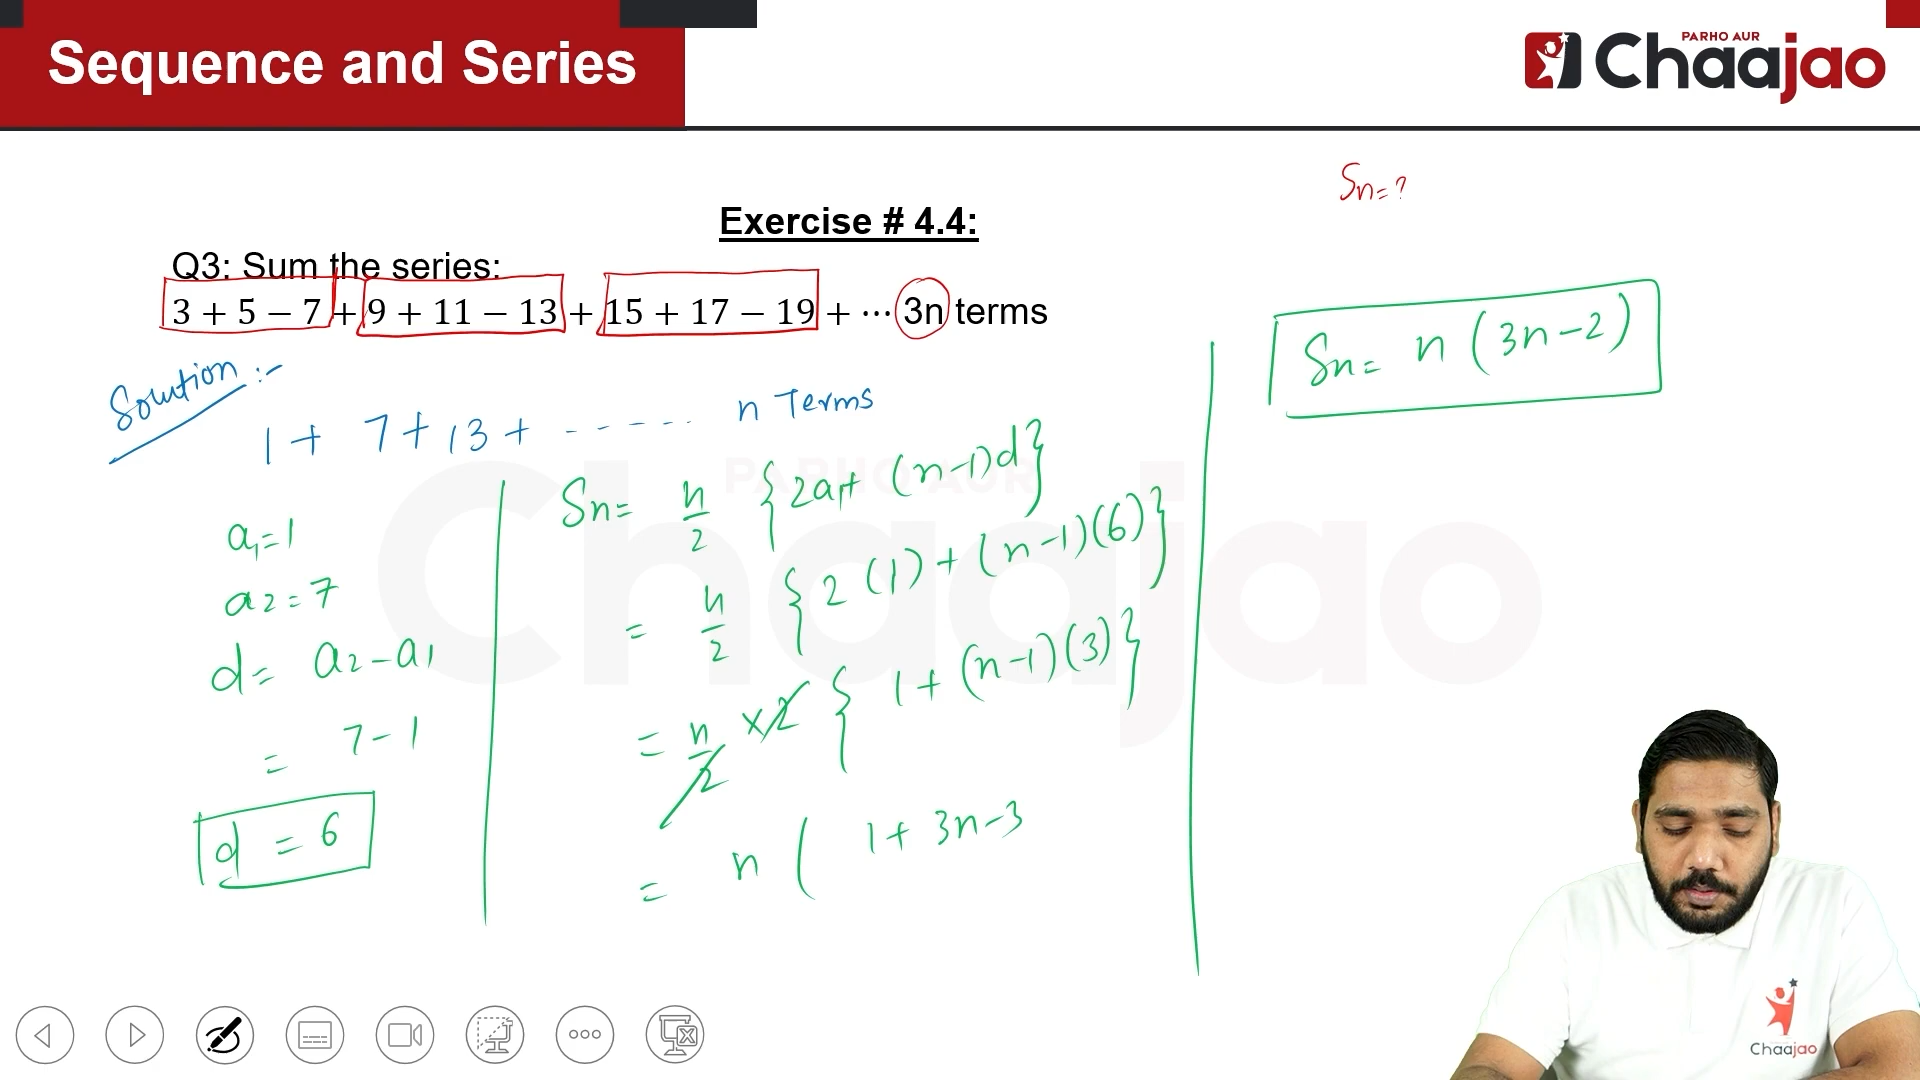 Sequence and Series
PARHO AUR
Chaajao
Sn=?
Exercise # 4.4:
Q3: Sum the series:
3 + 5 − 7 + 9 + 11 − 13 + 15 + 17 − 19 + ⋯ 3n terms
Solution :-
1 + 7 + 13 + ------ n Terms
a₁=1
a₂=7
d= a₂-a₁
= 7-1
d = 6
Sn= n/2 {2a₁+ (n-1)d}
= n/2 {2(1)+(n-1)(6)}
= n/2 ×2 { 1+(n-1)(3)}
= n ( 1+ 3n-3
Sn= n (3n-2)
PARHO AUR
Chaajao
Chaajao